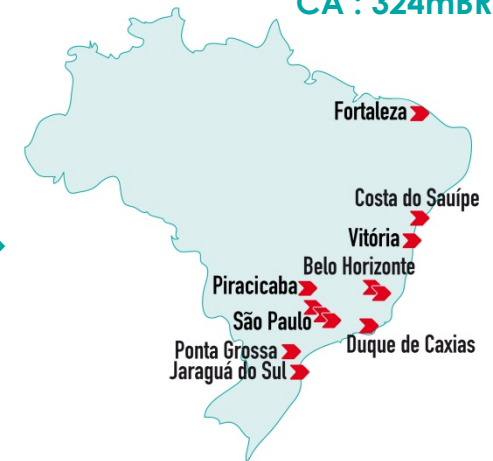 CA : 324mBR
Fortaleza
Costa do Sauípe
Vitória
Belo Horizonte
Piracicaba
São Paulo
Duque de Caxias
Ponta Grossa
Jaraguá do Sul